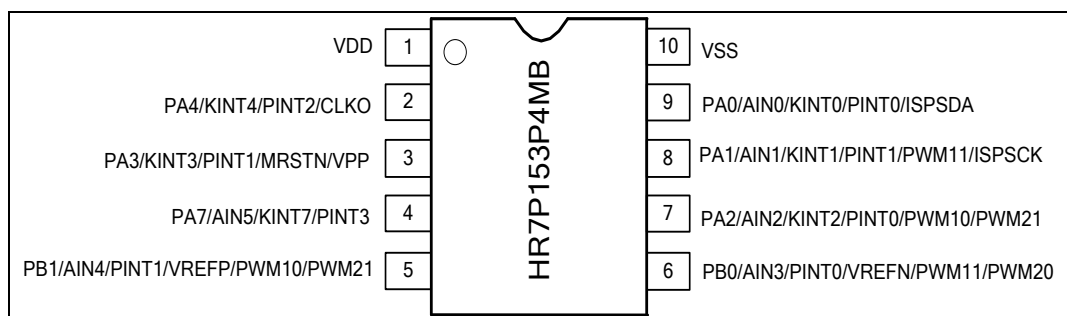 VDD 1 10 VSS
PA4/KINT4/PINT2/CLKO 2 9 PA0/AIN0/KINT0/PINT0/ISPSDA
PA3/KINT3/PINT1/MRSTN/VPP 3 8 PA1/AIN1/KINT1/PINT1/PWM11/ISPSCK
PA7/AIN5/KINT7/PINT3 4 7 PA2/AIN2/KINT2/PINT0/PWM10/PWM21
PB1/AIN4/PINT1/VREFP/PWM10/PWM21 5 6 PB0/AIN3/PINT0/VREFN/PWM11/PWM20
HR7P153P4MB